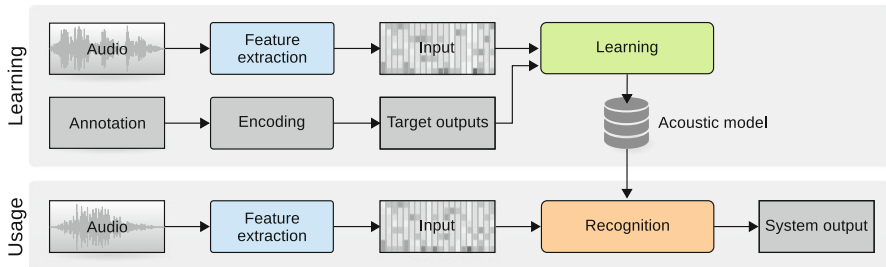 Learning
Audio
Feature
extraction
Input
Learning
Annotation
Encoding
Target outputs
Acoustic model
Usage
Audio
Feature
extraction
Input
Recognition
System output